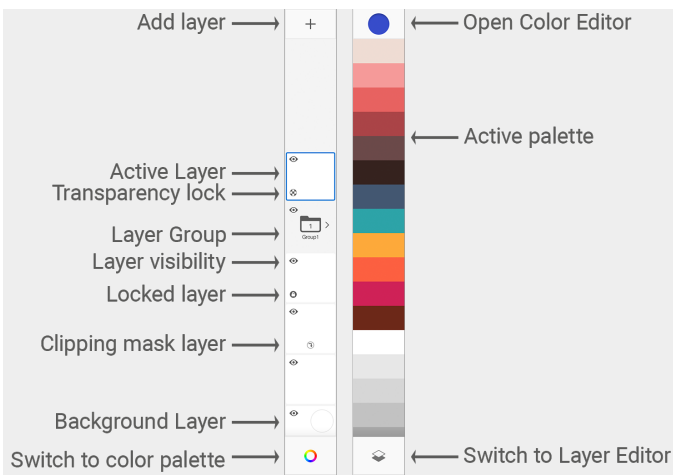 Add layer
Open Color Editor
Active palette
Active Layer
Transparency lock
1
Group1
Layer Group
Layer visibility
Locked layer
Clipping mask layer
Background Layer
Switch to color palette
Switch to Layer Editor